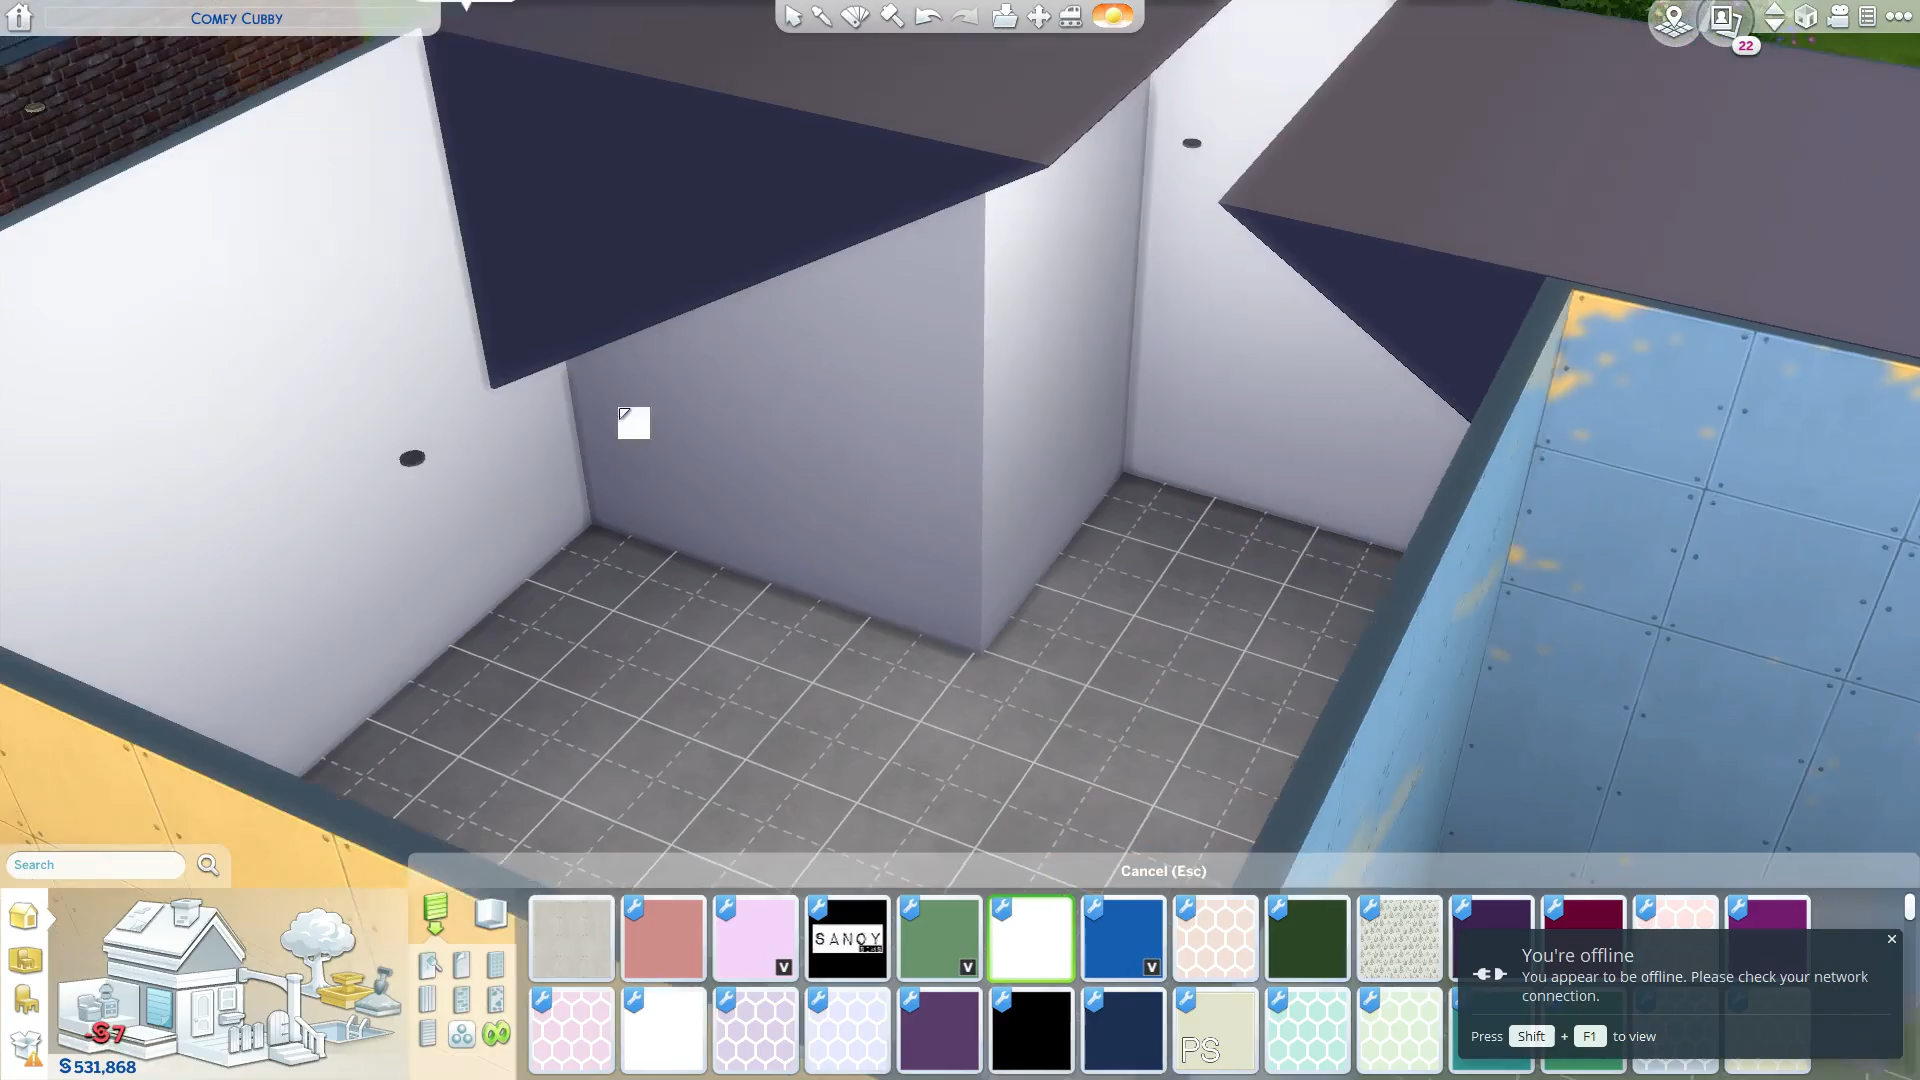 COMFY CUBBY
22
Search
Cancel (Esc)
SANOY
V
V
V
PS
-§7
§531,868
You're offline
You appear to be offline. Please check your network
connection.
Press Shift + F1 to view